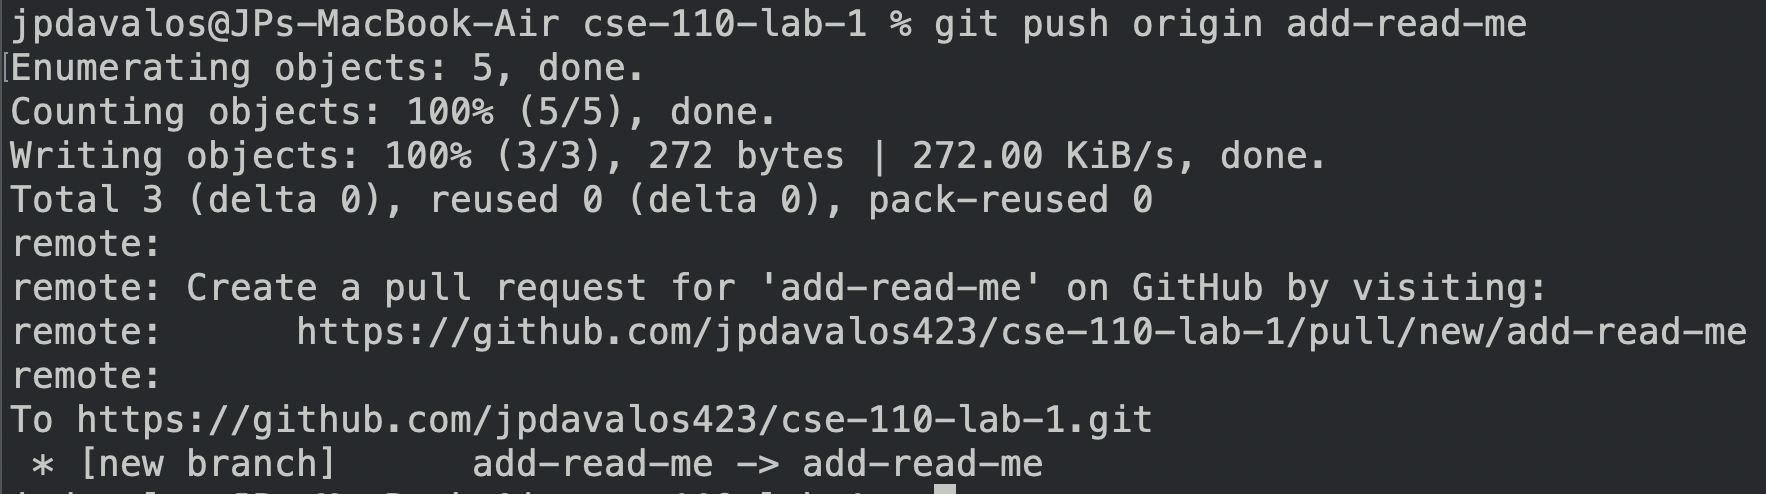 jpdavalos@JPs-MacBook-Air cse-110-lab-1 % git push origin add-read-me
[Enumerating objects: 5, done.
Counting objects: 100% (5/5), done.
Writing objects: 100% (3/3), 272 bytes | 272.00 KiB/s, done.
Total 3 (delta 0), reused 0 (delta 0), pack-reused 0
remote:
remote: Create a pull request for 'add-read-me' on GitHub by visiting:
remote:      https://github.com/jpdavalos423/cse-110-lab-1/pull/new/add-read-me
remote:
To https://github.com/jpdavalos423/cse-110-lab-1.git
 * [new branch]      add-read-me -> add-read-me